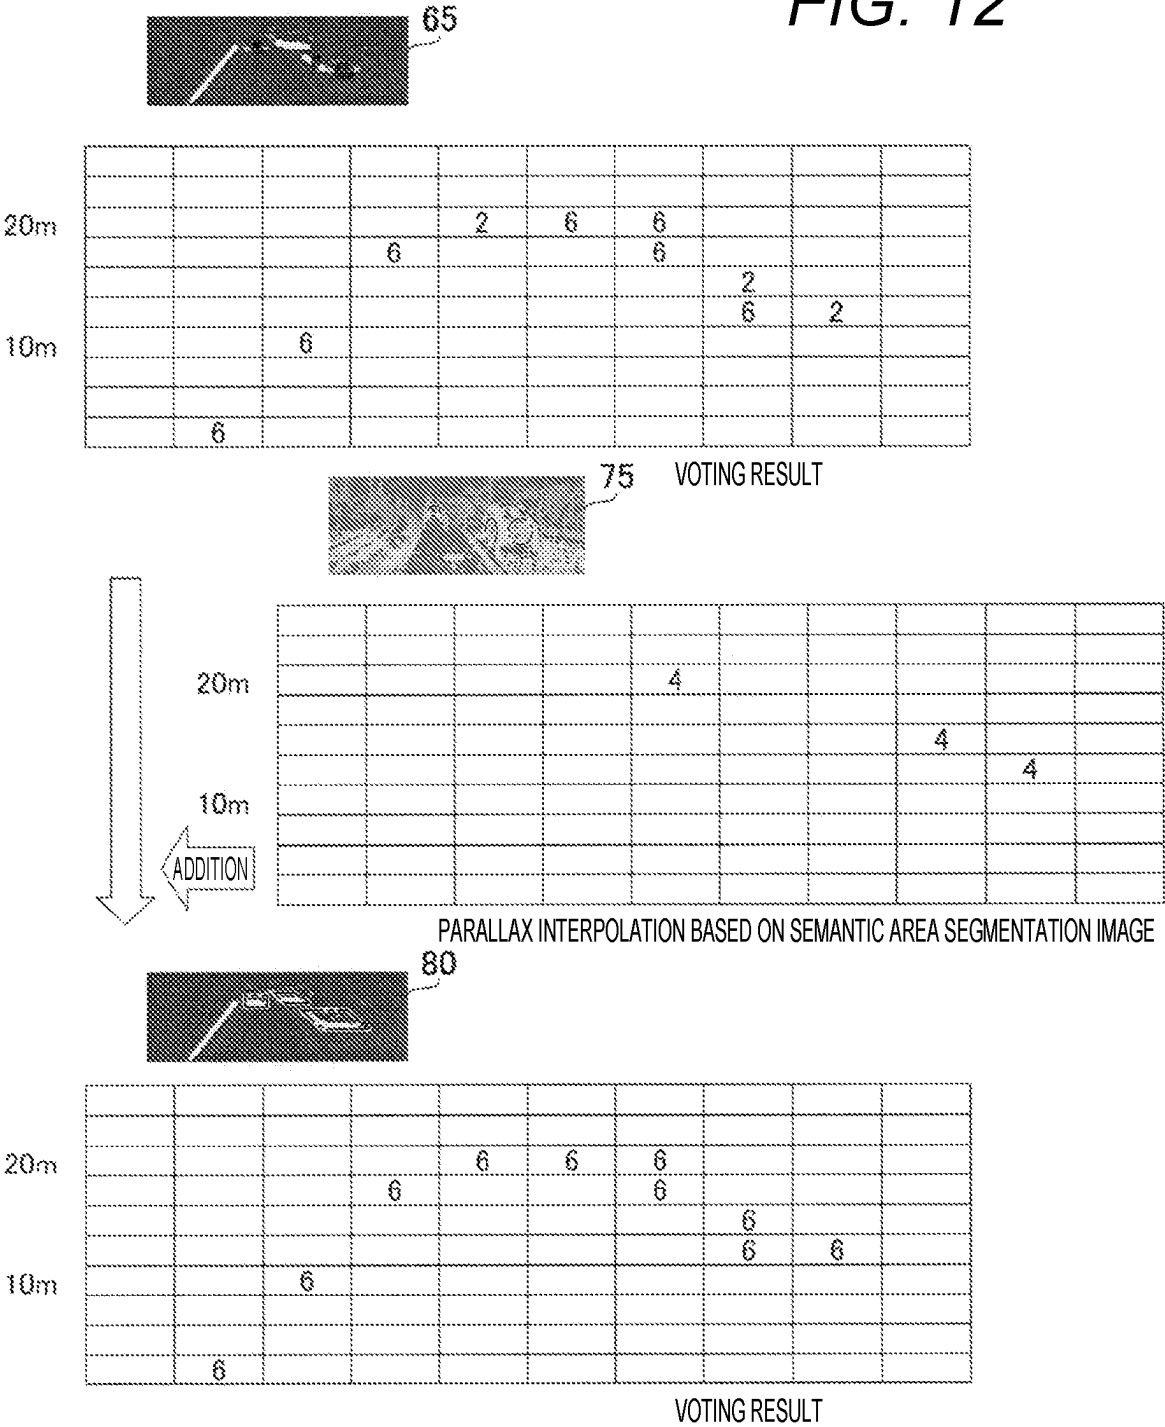 FIG. 12
65
20m 2 6 6
6 6
2
6 2
10m 6
6
VOTING RESULT
75
20m 4
4
4
10m
ADDITION
PARALLAX INTERPOLATION BASED ON SEMANTIC AREA SEGMENTATION IMAGE
80
20m 6 6 6
6 6
6
6 6
10m 6
6
VOTING RESULT